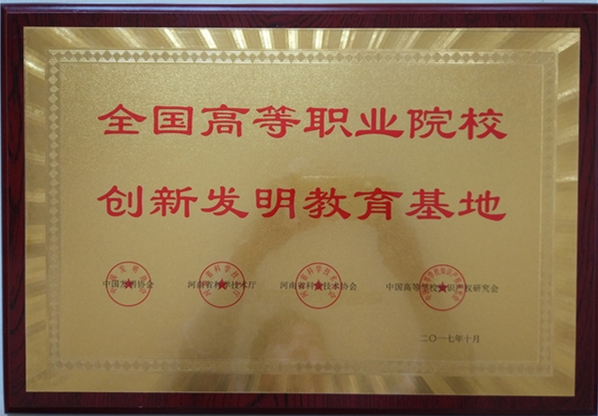 全国高等职业院校
创新发明教育基地
中国发明协会 河南省科学技术厅 河南省科学技术协会 中国高等学校知识产权研究会
二〇一七年十月